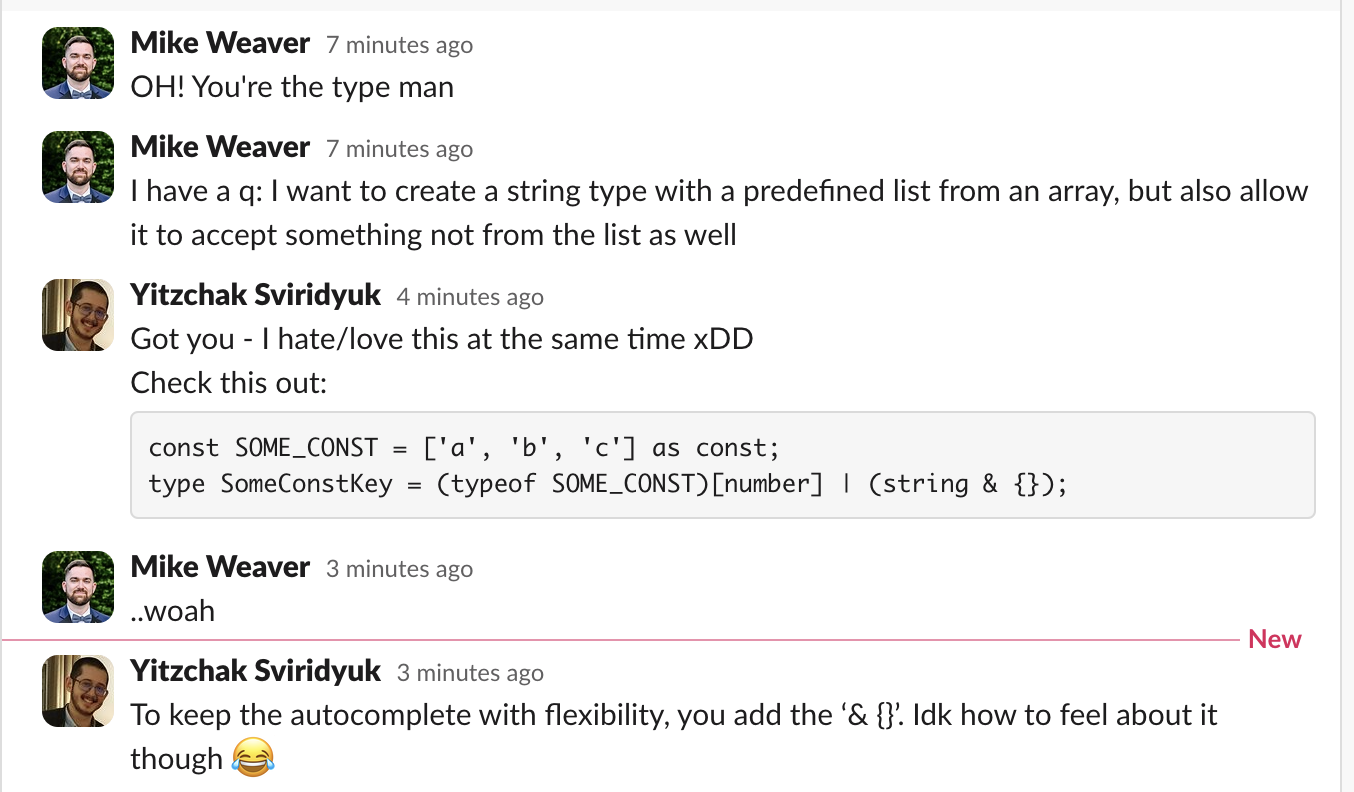 Mike Weaver 7 minutes ago
OH! You're the type man
Mike Weaver 7 minutes ago
I have a q: I want to create a string type with a predefined list from an array, but also allow
it to accept something not from the list as well
Yitzchak Sviridyuk 4 minutes ago
Got you - I hate/love this at the same time xDD
Check this out:
const SOME_CONST = ['a', 'b', 'c'] as const;
type SomeConstKey = (typeof SOME_CONST)[number] | (string & {});
Mike Weaver 3 minutes ago
..woah
New
Yitzchak Sviridyuk 3 minutes ago
To keep the autocomplete with flexibility, you add the ‘& {}’. Idk how to feel about it
though 😂